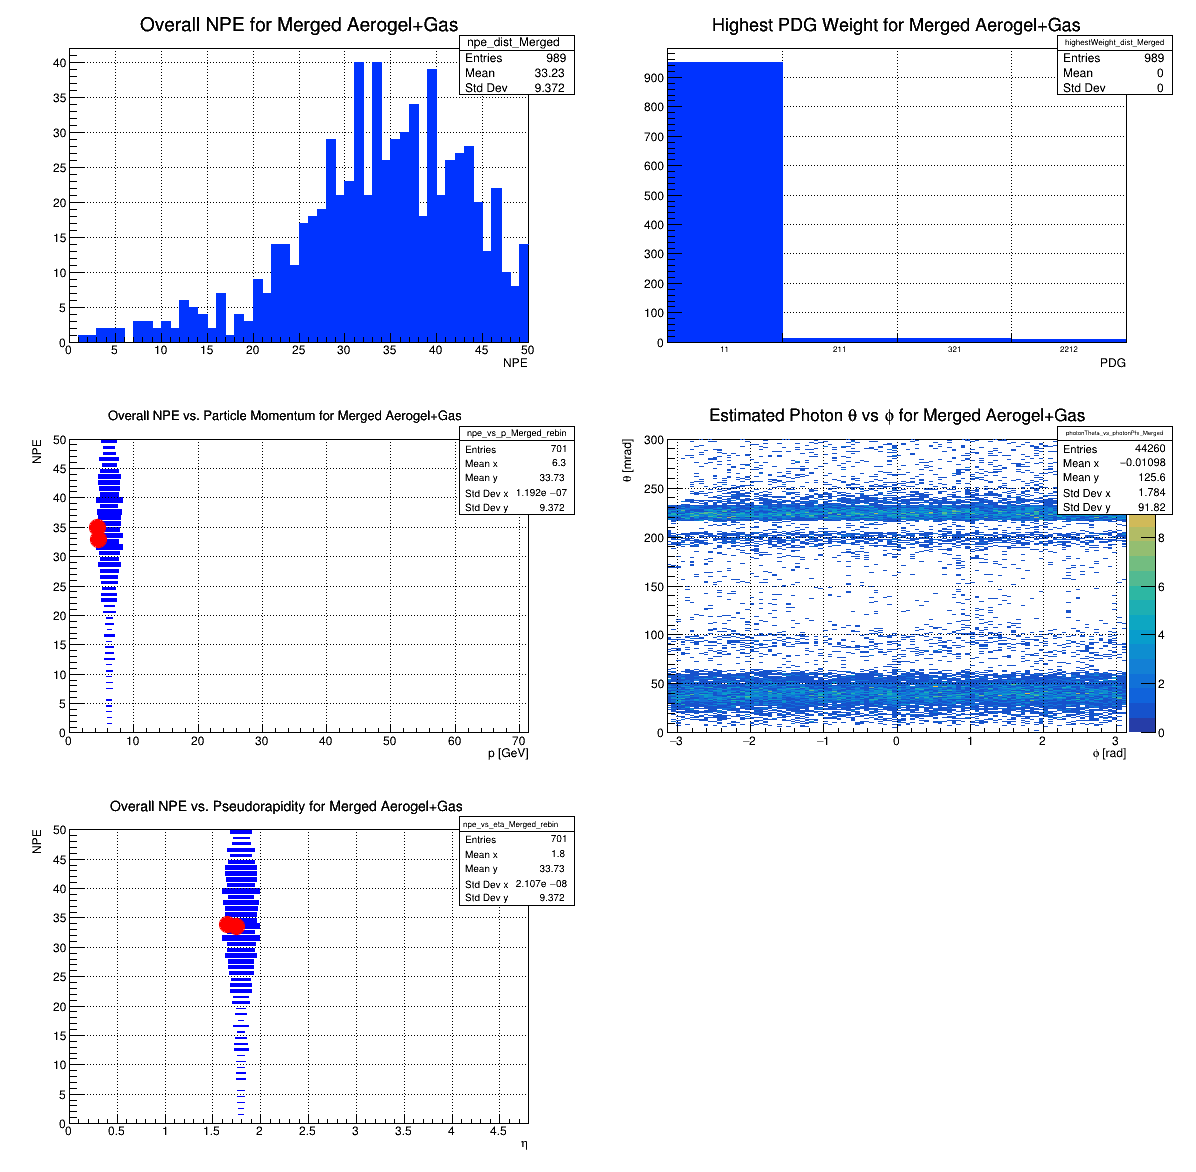 Overall NPE for Merged Aerogel+Gas
npe_dist_Merged
Entries 989
Mean 33.23
Std Dev 9.372
40
35
30
25
20
15
10
5
0
0 5 10 15 20 25 30 35 40 45 50
NPE
Highest PDG Weight for Merged Aerogel+Gas
highestWeight_dist_Merged
Entries 989
Mean 0
Std Dev 0
900
800
700
600
500
400
300
200
100
0
11 211 321 2212
PDG
Overall NPE vs. Particle Momentum for Merged Aerogel+Gas
npe_vs_p_Merged_rebin
Entries 701
Mean x 6.3
Mean y 33.73
Std Dev x 1.192e −07
Std Dev y 9.372
NPE
50
45
40
35
30
25
20
15
10
5
0
0 10 20 30 40 50 60 70
p [GeV]
Estimated Photon θ vs ϕ for Merged Aerogel+Gas
photonTheta_vs_photonPhi_Merged
Entries 44260
Mean x −0.01098
Mean y 125.6
Std Dev x 1.784
Std Dev y 91.82
θ [mrad]
300
250
200
150
100
50
0
−3 −2 −1 0 1 2 3
ϕ [rad]
8
6
4
2
0
Overall NPE vs. Pseudorapidity for Merged Aerogel+Gas
npe_vs_eta_Merged_rebin
Entries 701
Mean x 1.8
Mean y 33.73
Std Dev x 2.107e −08
Std Dev y 9.372
NPE
50
45
40
35
30
25
20
15
10
5
0
0 0.5 1 1.5 2 2.5 3 3.5 4 4.5
η